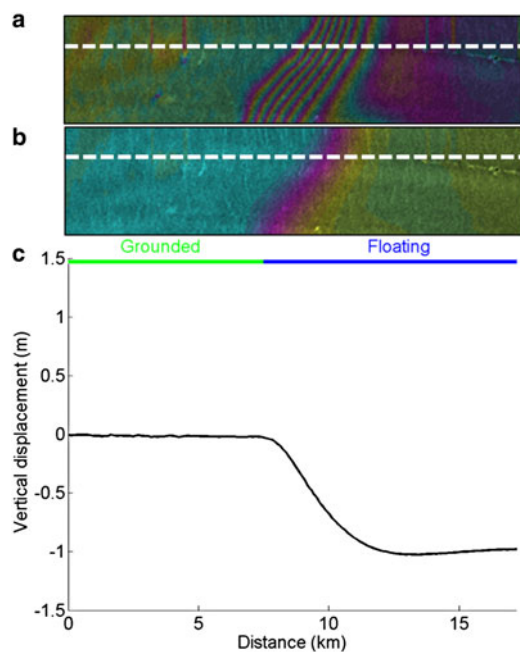 a
b
c
Grounded Floating
1.5
1
0.5
0
-0.5
-1
-1.5
Vertical displacement (m)
0 5 10 15
Distance (km)